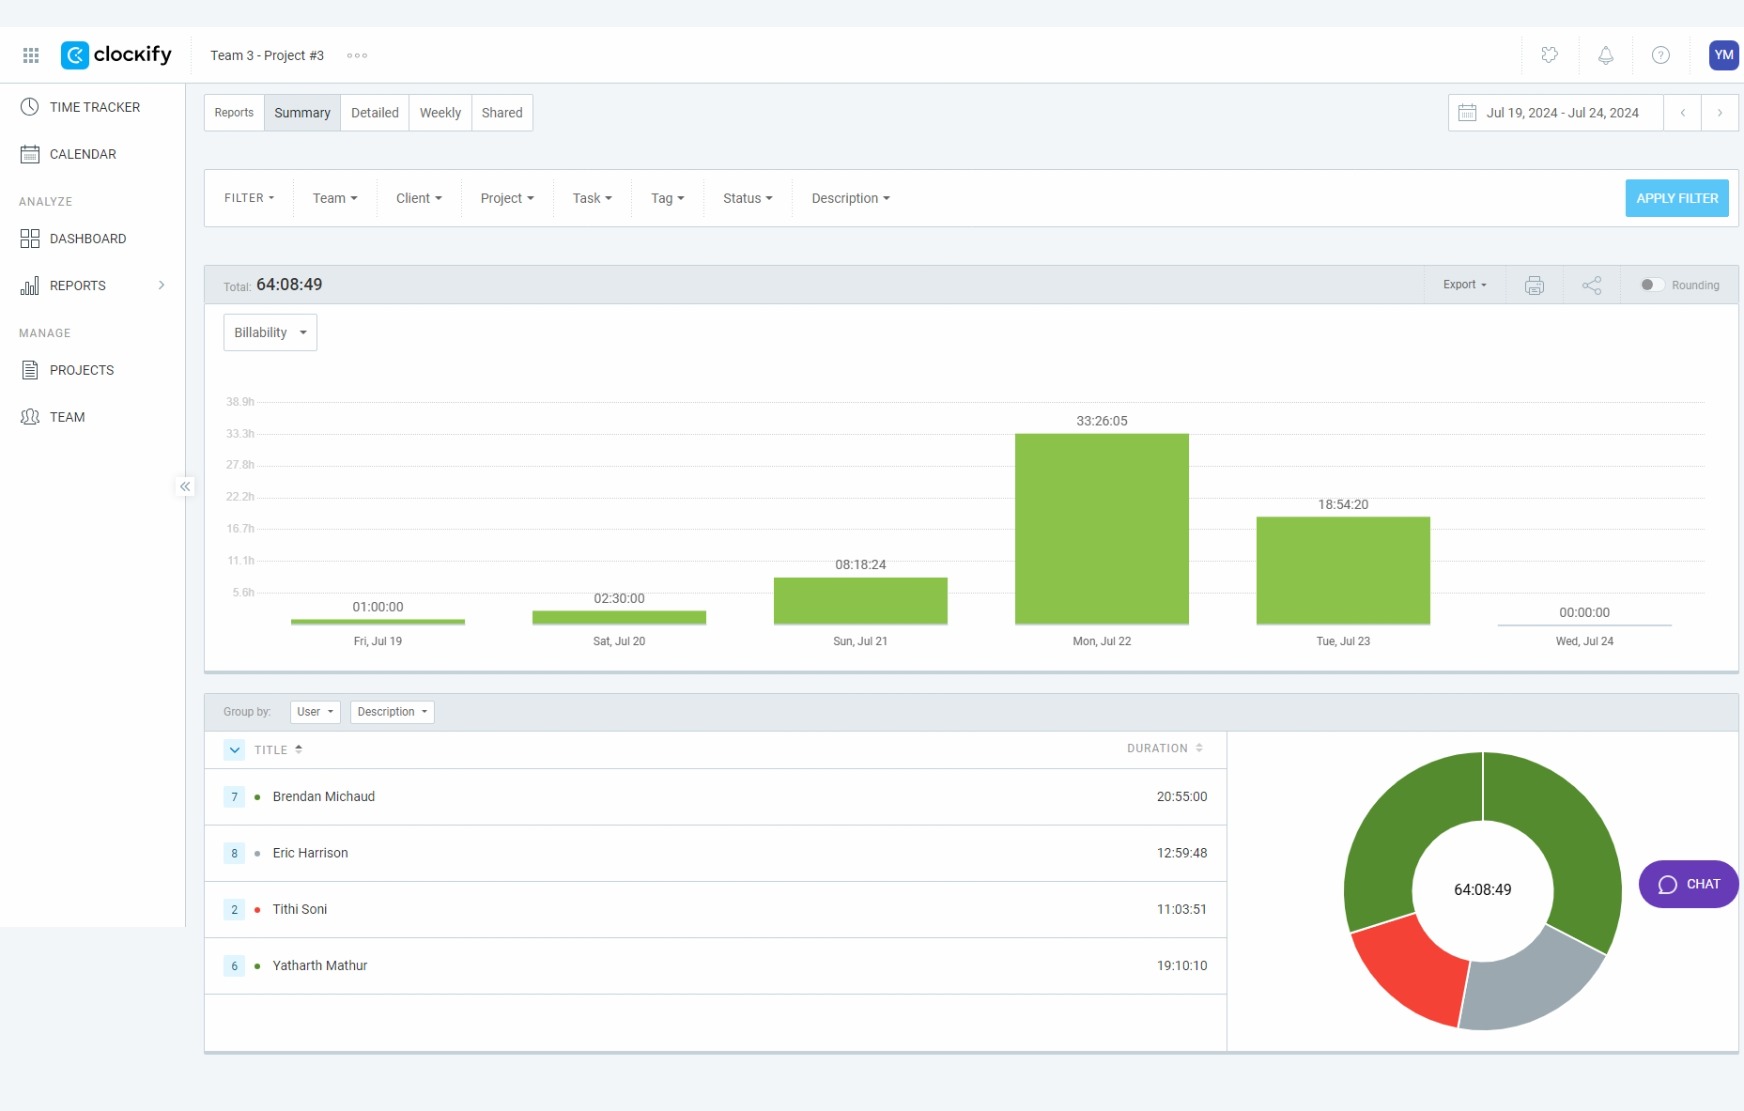 clockify
Team 3 - Project #3
YM
TIME TRACKER
CALENDAR
ANALYZE
DASHBOARD
REPORTS
MANAGE
PROJECTS
TEAM
Reports Summary Detailed Weekly Shared
Jul 19, 2024 - Jul 24, 2024
FILTER Team Client Project Task Tag Status Description
APPLY FILTER
Total: 64:08:49
Export
Rounding
Billability
38.9h
33.3h
27.8h
22.2h
16.7h
11.1h
5.6h
01:00:00
02:30:00
08:18:24
33:26:05
18:54:20
00:00:00
Fri, Jul 19
Sat, Jul 20
Sun, Jul 21
Mon, Jul 22
Tue, Jul 23
Wed, Jul 24
Group by: User Description
TITLE DURATION
7 Brendan Michaud 20:55:00
8 Eric Harrison 12:59:48
2 Tithi Soni 11:03:51
6 Yatharth Mathur 19:10:10
64:08:49
CHAT